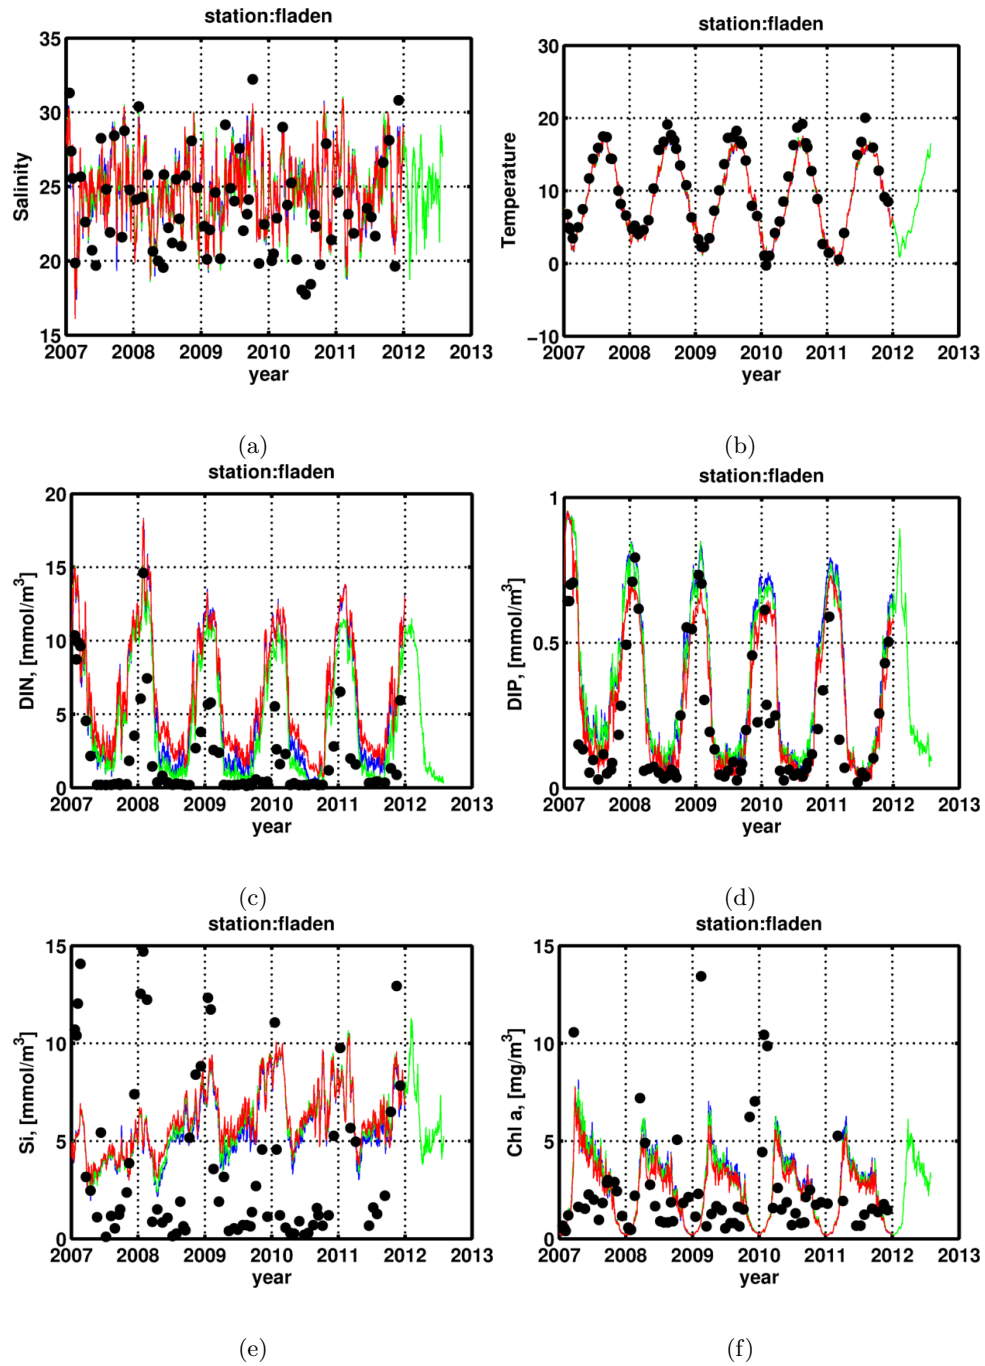 station:fladen
station:fladen
35
30
25
20
15
Salinity
2007 2008 2009 2010 2011 2012 2013
year
30
20
10
0
−10
Temperature
2007 2008 2009 2010 2011 2012 2013
year
(a)
(b)
station:fladen
station:fladen
20
15
10
5
0
DIN, [mmol/m³]
2007 2008 2009 2010 2011 2012 2013
year
1
0.5
0
DIP, [mmol/m³]
2007 2008 2009 2010 2011 2012 2013
year
(c)
(d)
station:fladen
station:fladen
15
10
5
0
Si, [mmol/m³]
2007 2008 2009 2010 2011 2012 2013
year
15
10
5
0
Chl a, [mg/m³]
2007 2008 2009 2010 2011 2012 2013
year
(e)
(f)